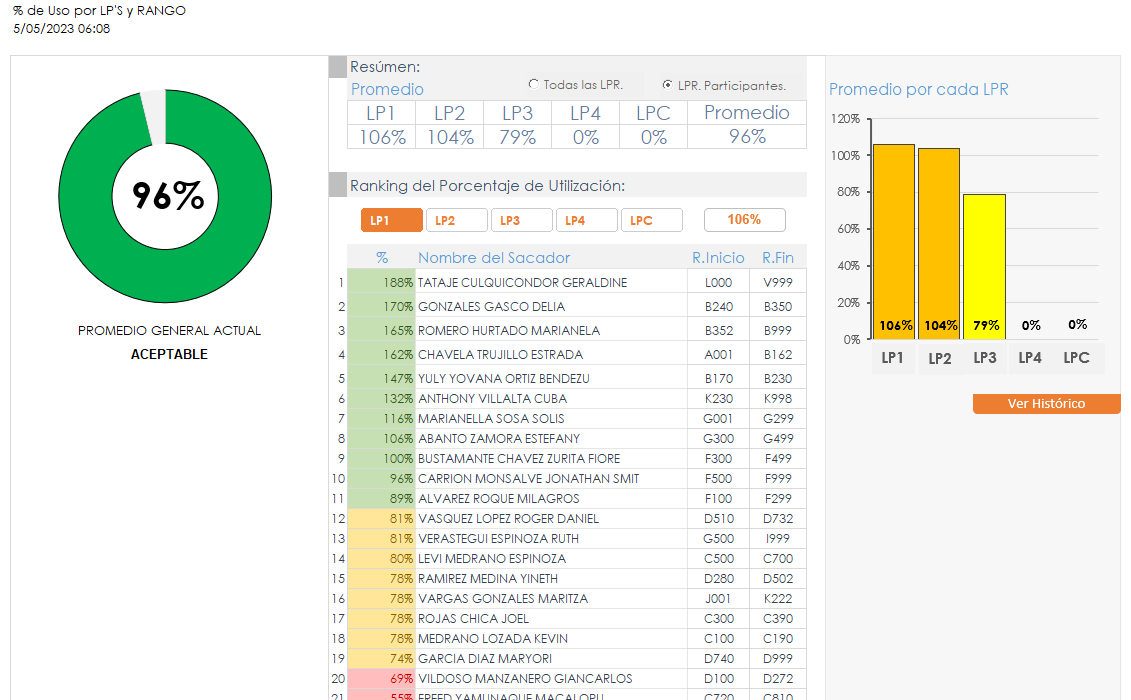 % de Uso por LP'S y RANGO
5/05/2023 06:08
96%
PROMEDIO GENERAL ACTUAL
ACEPTABLE
Resúmen:
Promedio
Todas las LPR. LPR. Participantes.
LP1 LP2 LP3 LP4 LPC Promedio
106% 104% 79% 0% 0% 96%
Ranking del Porcentaje de Utilización:
LP1 LP2 LP3 LP4 LPC 106%
% Nombre del Sacador R.Inicio R.Fin
1 188% TATAJE CULQUICONDOR GERALDINE L000 V999
2 170% GONZALES GASCO DELIA B240 B350
3 165% ROMERO HURTADO MARIANELA B352 B999
4 162% CHAVELA TRUJILLO ESTRADA A001 B162
5 147% YULY YOVANA ORTIZ BENDEZU B170 B230
6 132% ANTHONY VILLALTA CUBA K230 K998
7 116% MARIANELLA SOSA SOLIS G001 G299
8 106% ABANTO ZAMORA ESTEFANY G300 G499
9 100% BUSTAMANTE CHAVEZ ZURITA FIORE F300 F499
10 96% CARRION MONSALVE JONATHAN SMIT F500 F999
11 89% ALVAREZ ROQUE MILAGROS F100 F299
12 81% VASQUEZ LOPEZ ROGER DANIEL D510 D732
13 81% VERASTEGUI ESPINOZA RUTH G500 I999
14 80% LEVI MEDRANO ESPINOZA C500 C700
15 78% RAMIREZ MEDINA YINETH D280 D502
16 78% VARGAS GONZALES MARITZA J001 K222
17 78% ROJAS CHICA JOEL C300 C390
18 78% MEDRANO LOZADA KEVIN C100 C190
19 74% GARCIA DIAZ MARYORI D740 D999
20 69% VILDOSO MANZANERO GIANCARLOS D100 D272
21 55% FREED YAMUNAQUE MACALOPU C720 C810
Promedio por cada LPR
120%
100%
80%
60%
40%
20%
0%
106% 104% 79% 0% 0%
LP1 LP2 LP3 LP4 LPC
Ver Histórico